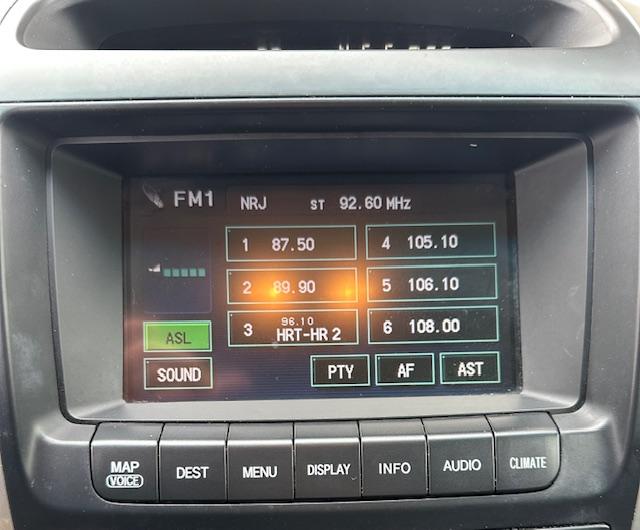 FM1 NRJ ST 92.60 MHz
1 87.50 4 105.10
2 89.90 5 106.10
3 96.10 HRT-HR 2 6 108.00
ASL
SOUND PTY AF AST
MAP VOICE DEST MENU DISPLAY INFO AUDIO CLIMATE